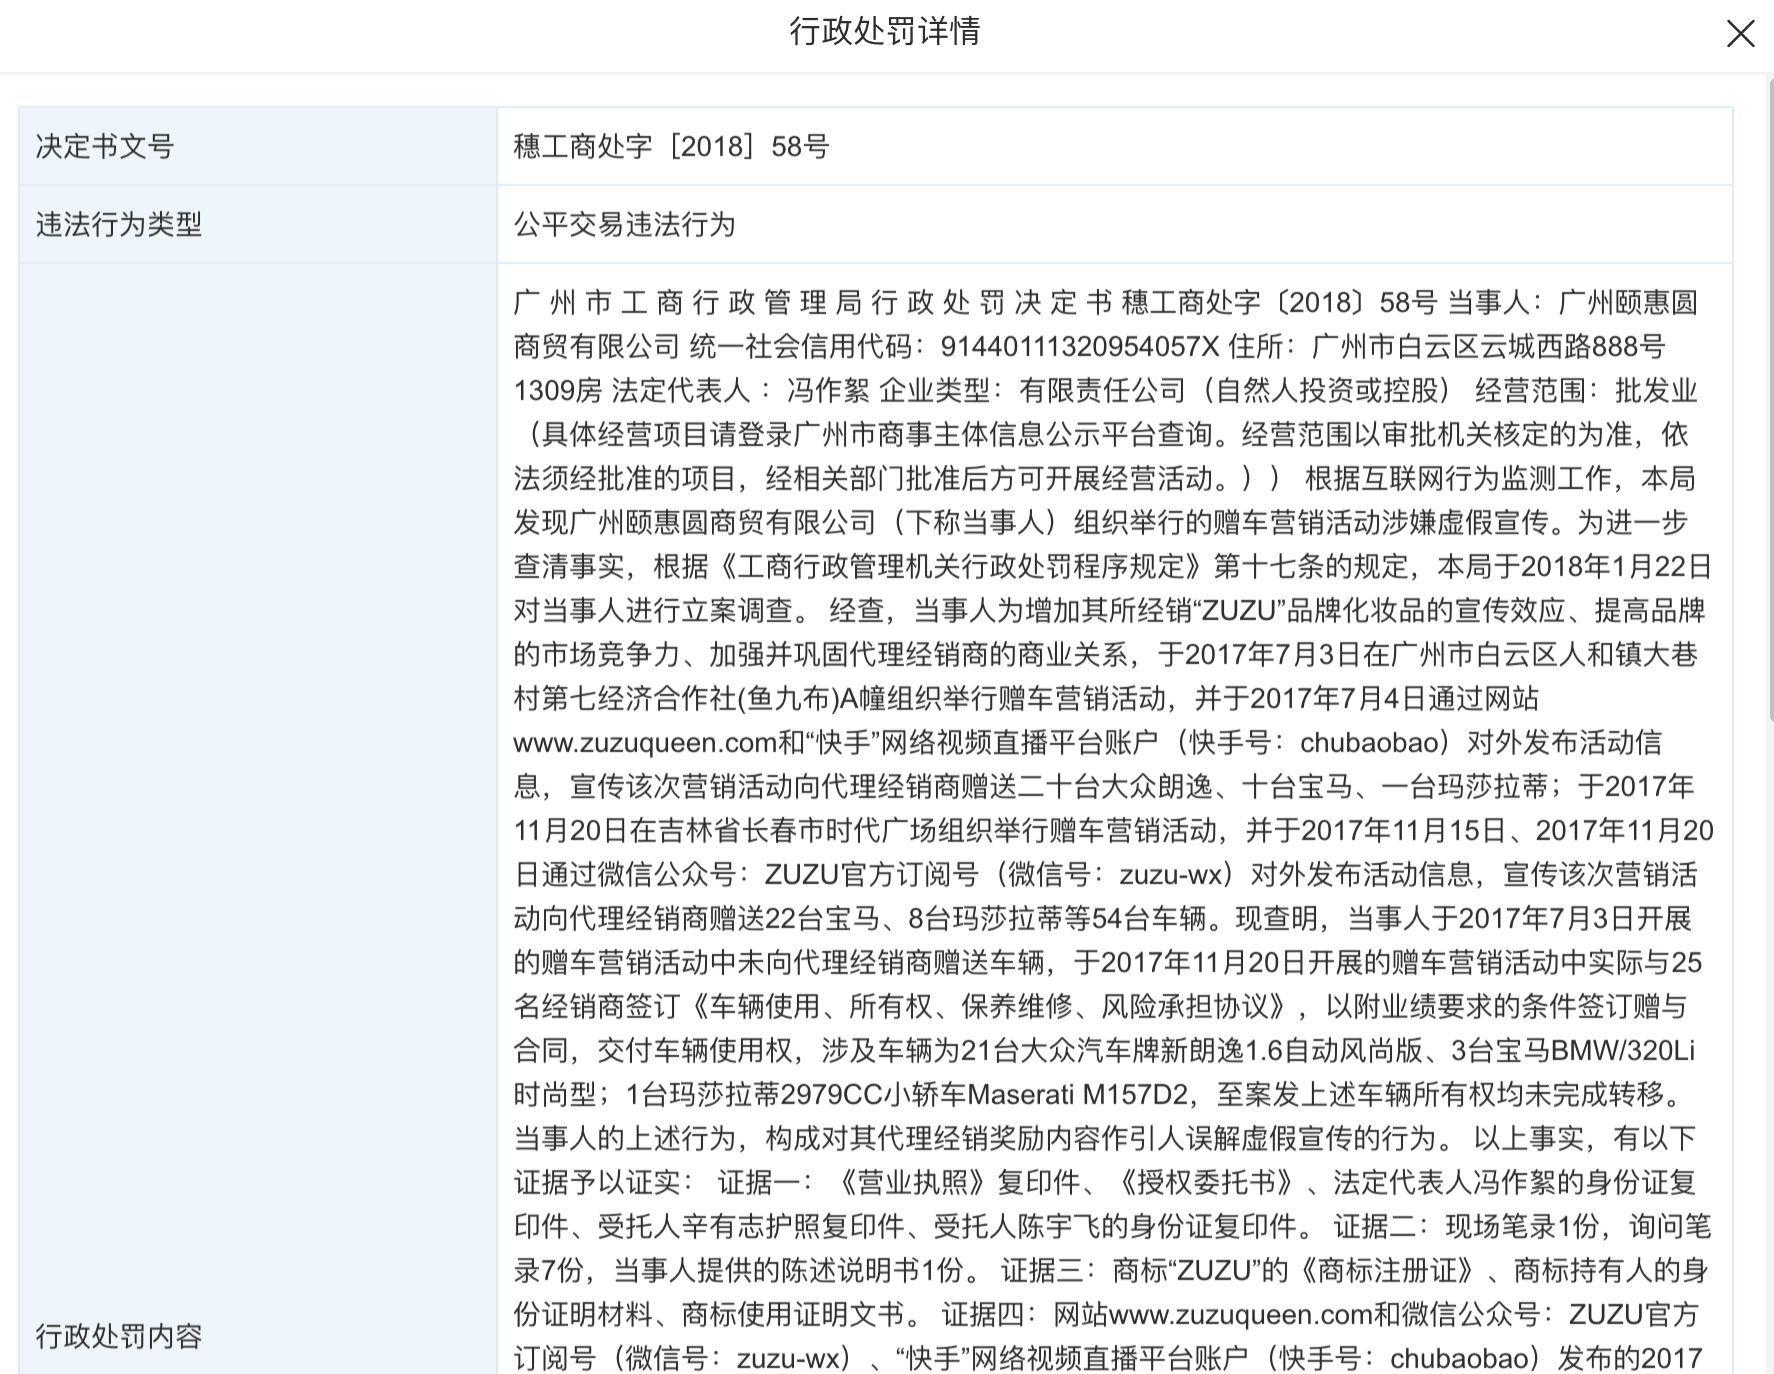 行政处罚详情
决定书文号
穗工商处字［2018］58号
违法行为类型
公平交易违法行为
广 州 市 工 商 行 政 管 理 局 行 政 处 罚 决 定 书 穗工商处字〔2018〕58号 当事人：广州颐惠圆
商贸有限公司 统一社会信用代码：91440111320954057X 住所：广州市白云区云城西路888号
1309房 法定代表人 ：冯作絮 企业类型：有限责任公司（自然人投资或控股） 经营范围：批发业
（具体经营项目请登录广州市商事主体信息公示平台查询。经营范围以审批机关核定的为准，依
法须经批准的项目，经相关部门批准后方可开展经营活动。）） 根据互联网行为监测工作，本局
发现广州颐惠圆商贸有限公司（下称当事人）组织举行的赠车营销活动涉嫌虚假宣传。为进一步
查清事实，根据《工商行政管理机关行政处罚程序规定》第十七条的规定，本局于2018年1月22日
对当事人进行立案调查。 经查，当事人为增加其所经销“ZUZU”品牌化妆品的宣传效应、提高品牌
的市场竞争力、加强并巩固代理经销商的商业关系，于2017年7月3日在广州市白云区人和镇大巷
村第七经济合作社(鱼九布)A幢组织举行赠车营销活动，并于2017年7月4日通过网站
www.zuzuqueen.com和“快手”网络视频直播平台账户（快手号：chubaobao）对外发布活动信
息，宣传该次营销活动向代理经销商赠送二十台大众朗逸、十台宝马、一台玛莎拉蒂；于2017年
11月20日在吉林省长春市时代广场组织举行赠车营销活动，并于2017年11月15日、2017年11月20
日通过微信公众号：ZUZU官方订阅号（微信号：zuzu-wx）对外发布活动信息，宣传该次营销活
动向代理经销商赠送22台宝马、8台玛莎拉蒂等54台车辆。现查明，当事人于2017年7月3日开展
的赠车营销活动中未向代理经销商赠送车辆，于2017年11月20日开展的赠车营销活动中实际与25
名经销商签订《车辆使用、所有权、保养维修、风险承担协议》，以附业绩要求的条件签订赠与
合同，交付车辆使用权，涉及车辆为21台大众汽车牌新朗逸1.6自动风尚版、3台宝马BMW/320Li
时尚型；1台玛莎拉蒂2979CC小轿车Maserati M157D2，至案发上述车辆所有权均未完成转移。
当事人的上述行为，构成对其代理经销奖励内容作引人误解虚假宣传的行为。 以上事实，有以下
证据予以证实： 证据一：《营业执照》复印件、《授权委托书》、法定代表人冯作絮的身份证复
印件、受托人辛有志护照复印件、受托人陈宇飞的身份证复印件。 证据二：现场笔录1份，询问笔
录7份，当事人提供的陈述说明书1份。 证据三：商标“ZUZU”的《商标注册证》、商标持有人的身
份证明材料、商标使用证明文书。 证据四：网站www.zuzuqueen.com和微信公众号：ZUZU官方
订阅号（微信号：zuzu-wx）、“快手”网络视频直播平台账户（快手号：chubaobao）发布的2017
行政处罚内容